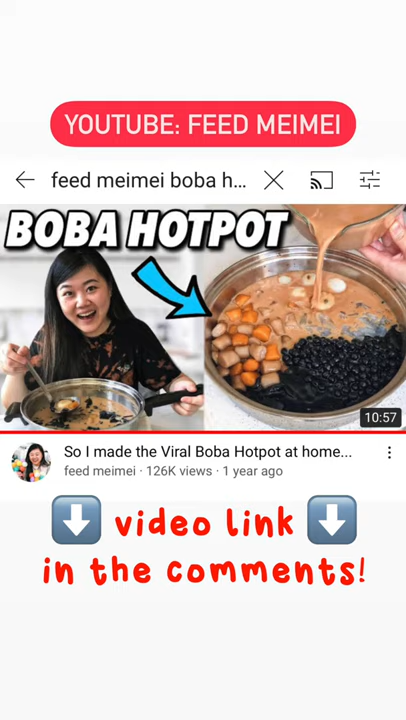 YOUTUBE: FEED MEIMEI
feed meimei boba h...
BOBA HOTPOT
10:57
So I made the Viral Boba Hotpot at home...
feed meimei · 126K views · 1 year ago
video link
in the comments!